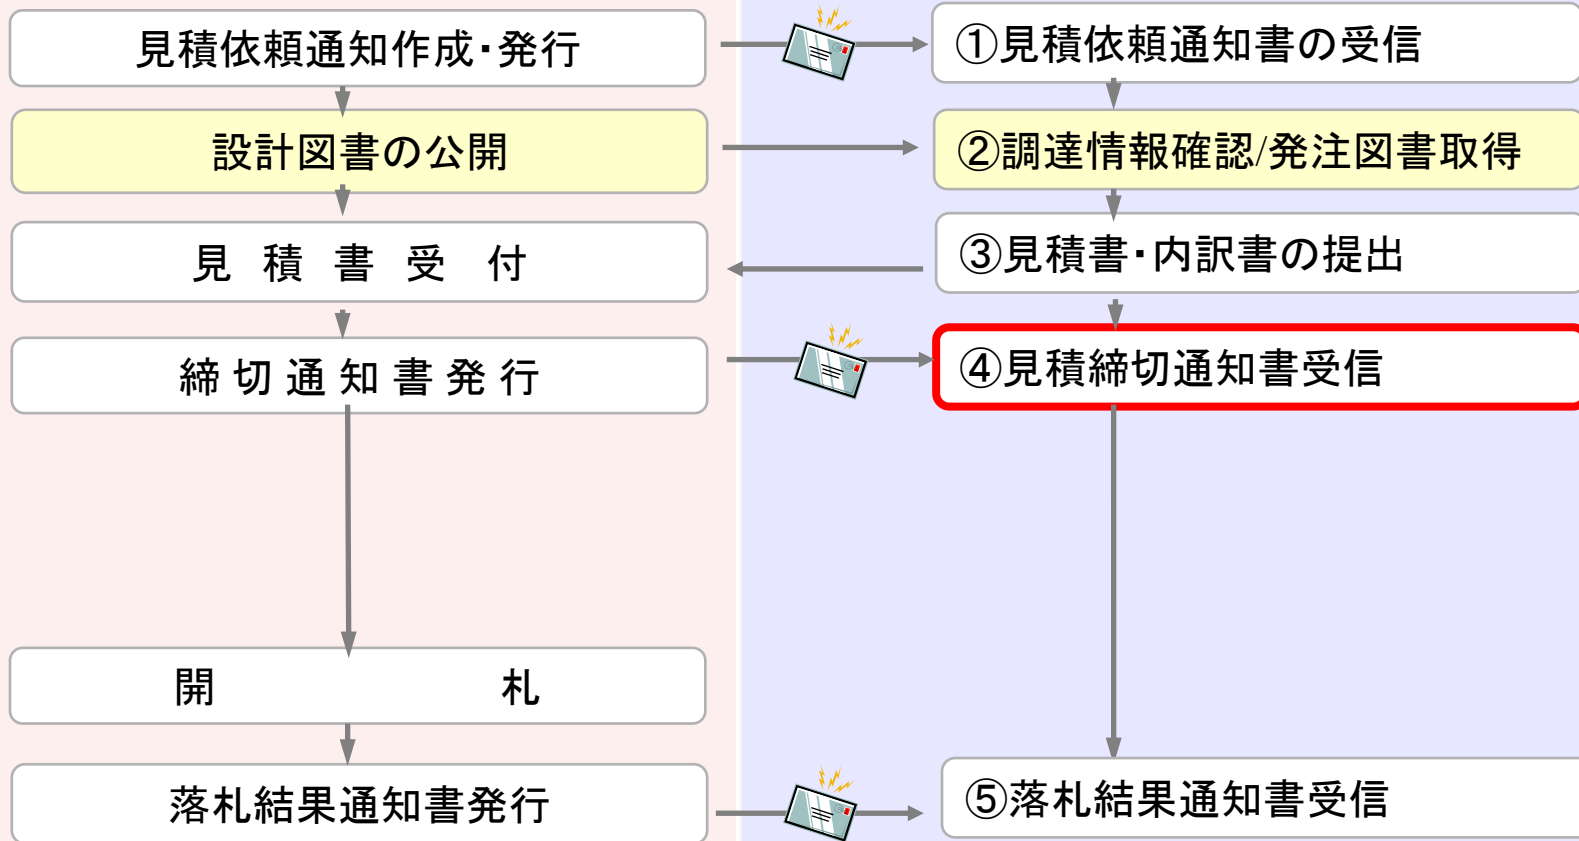 見積依頼通知作成・発行
①見積依頼通知書の受信
設計図書の公開
②調達情報確認/発注図書取得
見 積 書 受 付
③見積書・内訳書の提出
締切通知書発行
④見積締切通知書受信
開 札
落札結果通知書発行
⑤落札結果通知書受信